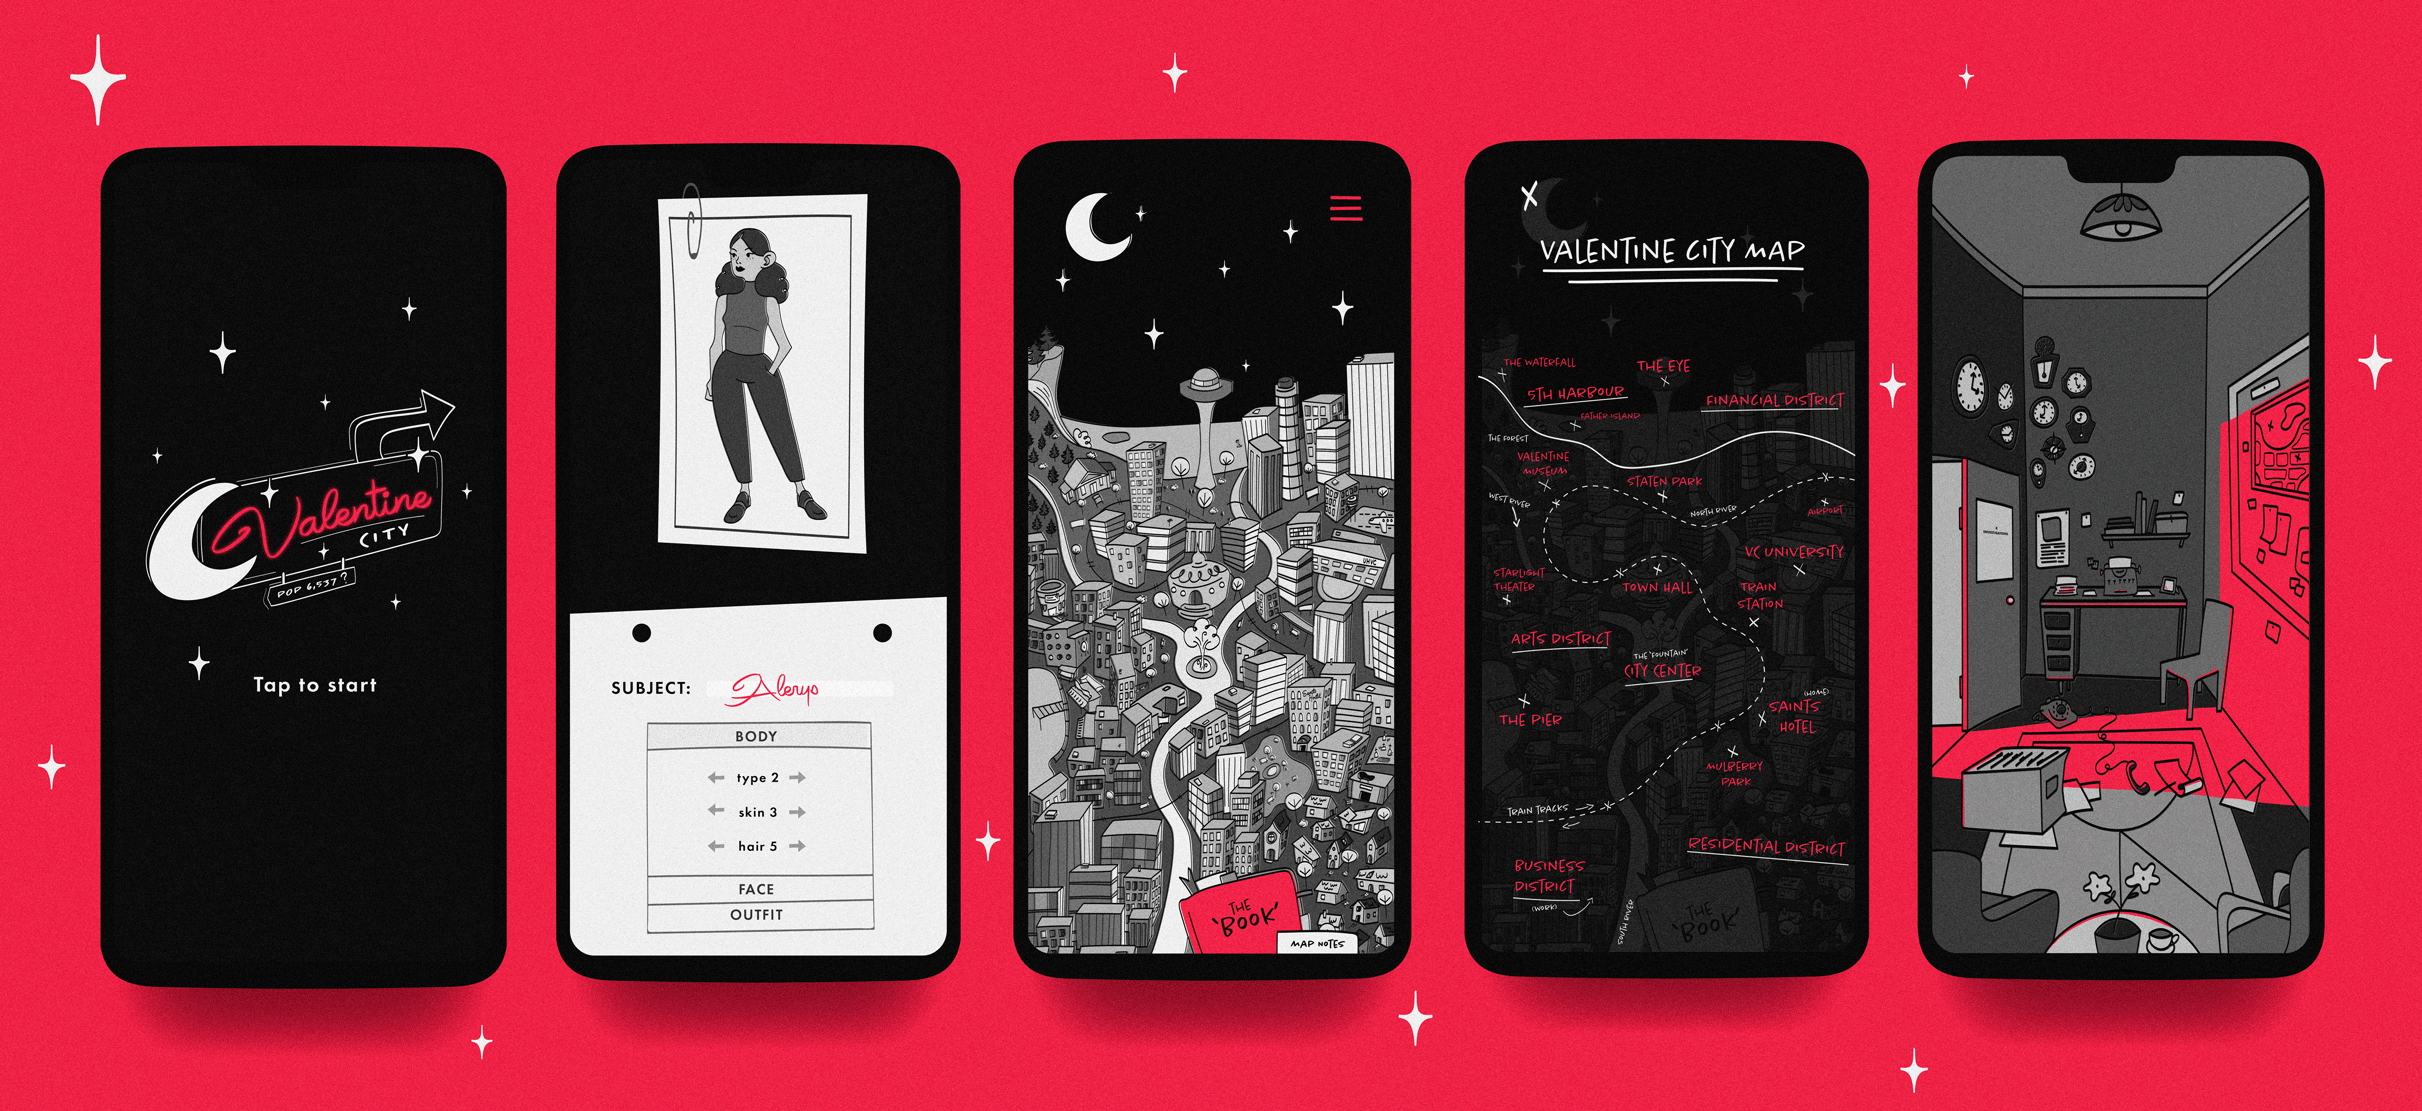 Valentine
CITY
POP 6,537?
Tap to start
SUBJECT: Alerys
BODY
type 2
skin 3
hair 5
FACE
OUTFIT
THE
'BOOK'
MAP NOTES
X
VALENTINE CITY MAP
THE WATERFALL
THE EYE
5TH HARBOUR
FINANCIAL DISTRICT
FATHER ISLAND
THE FOREST
VALENTINE
MUSEUM
STATEN PARK
WEST RIVER
NORTH RIVER
AIRPORT
VC UNIVERSITY
STARLIGHT
THEATER
TOWN HALL
TRAIN
STATION
ARTS DISTRICT
THE 'FOUNTAIN'
CITY CENTER
(HOME)
SAINTS
HOTEL
THE PIER
MULBERRY
PARK
TRAIN TRACKS
RESIDENTIAL DISTRICT
BUSINESS
DISTRICT
(WORK)
SOUTH RIVER
THE
'BOOK'